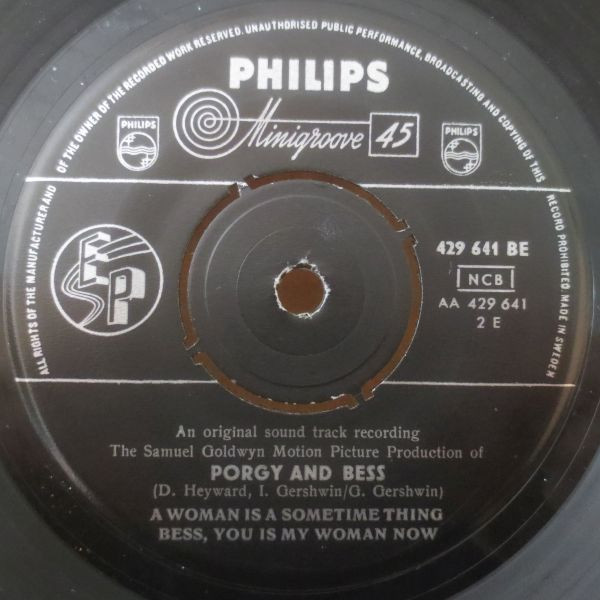 ALL RIGHTS OF THE MANUFACTURER AND OF THE OWNER OF THE RECORDED WORK RESERVED. UNAUTHORISED PUBLIC PERFORMANCE, BROADCASTING AND COPYING OF THIS RECORD PROHIBITED. MADE IN SWEDEN
PHILIPS
Minigroove 45
PHILIPS
PHILIPS
EP
429 641 BE
NCB
AA 429 641
2 E
An original sound track recording
The Samuel Goldwyn Motion Picture Production of
PORGY AND BESS
(D. Heyward, I. Gershwin/G. Gershwin)
A WOMAN IS A SOMETIME THING
BESS, YOU IS MY WOMAN NOW